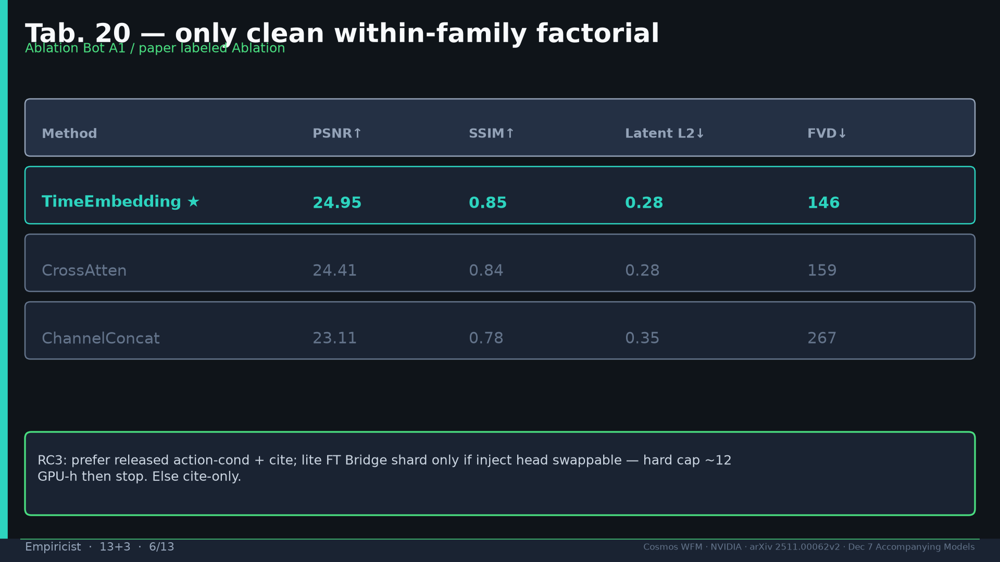 Tab. 20 — only clean within-family factorial
Ablation Bot A1 / paper labeled Ablation
Method PSNR↑ SSIM↑ Latent L2↓ FVD↓
TimeEmbedding ★ 24.95 0.85 0.28 146
CrossAtten 24.41 0.84 0.28 159
ChannelConcat 23.11 0.78 0.35 267
RC3: prefer released action-cond + cite; lite FT Bridge shard only if inject head swappable — hard cap ~12
GPU-h then stop. Else cite-only.
Empiricist · 13+3 · 6/13
Cosmos WFM · NVIDIA · arXiv 2511.00062v2 · Dec 7 Accompanying Models